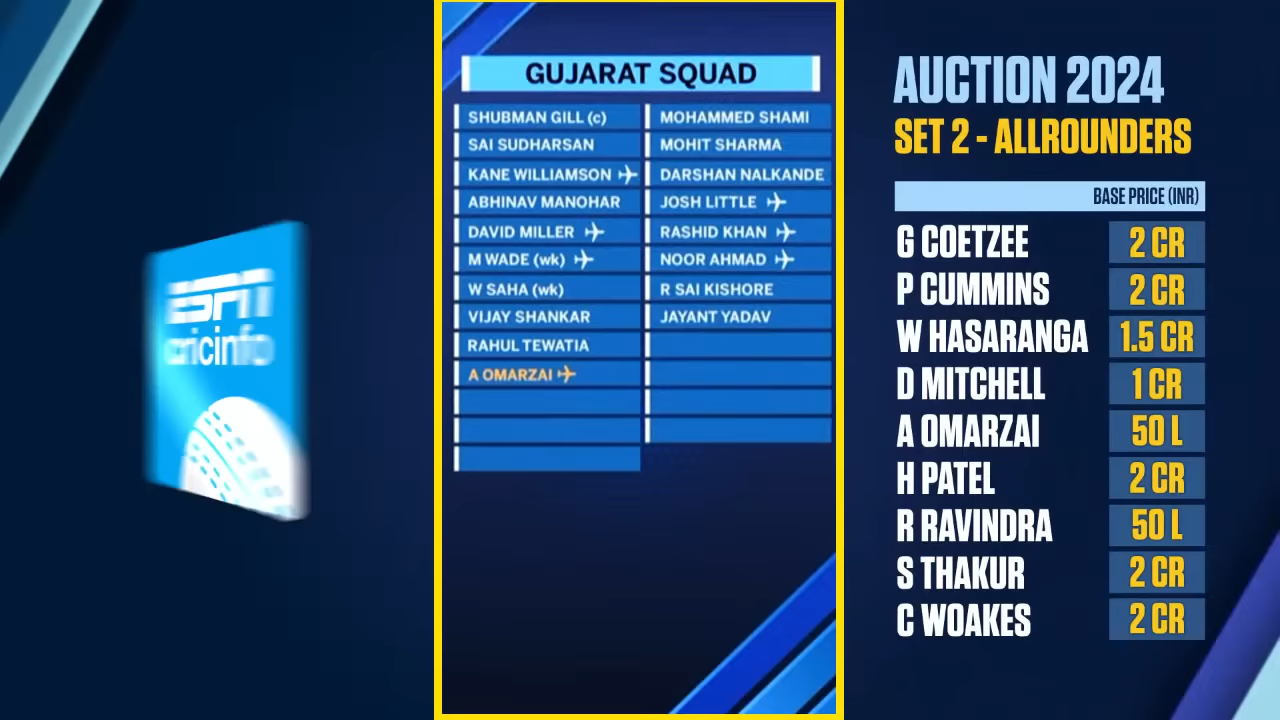 ESPN
cricinfo
GUJARAT SQUAD
SHUBMAN GILL (c)
SAI SUDHARSAN
KANE WILLIAMSON
ABHINAV MANOHAR
DAVID MILLER
M WADE (wk)
W SAHA (wk)
VIJAY SHANKAR
RAHUL TEWATIA
A OMARZAI
MOHAMMED SHAMI
MOHIT SHARMA
DARSHAN NALKANDE
JOSH LITTLE
RASHID KHAN
NOOR AHMAD
R SAI KISHORE
JAYANT YADAV
AUCTION 2024
SET 2 - ALLROUNDERS
BASE PRICE (INR)
G COETZEE 2 CR
P CUMMINS 2 CR
W HASARANGA 1.5 CR
D MITCHELL 1 CR
A OMARZAI 50 L
H PATEL 2 CR
R RAVINDRA 50 L
S THAKUR 2 CR
C WOAKES 2 CR